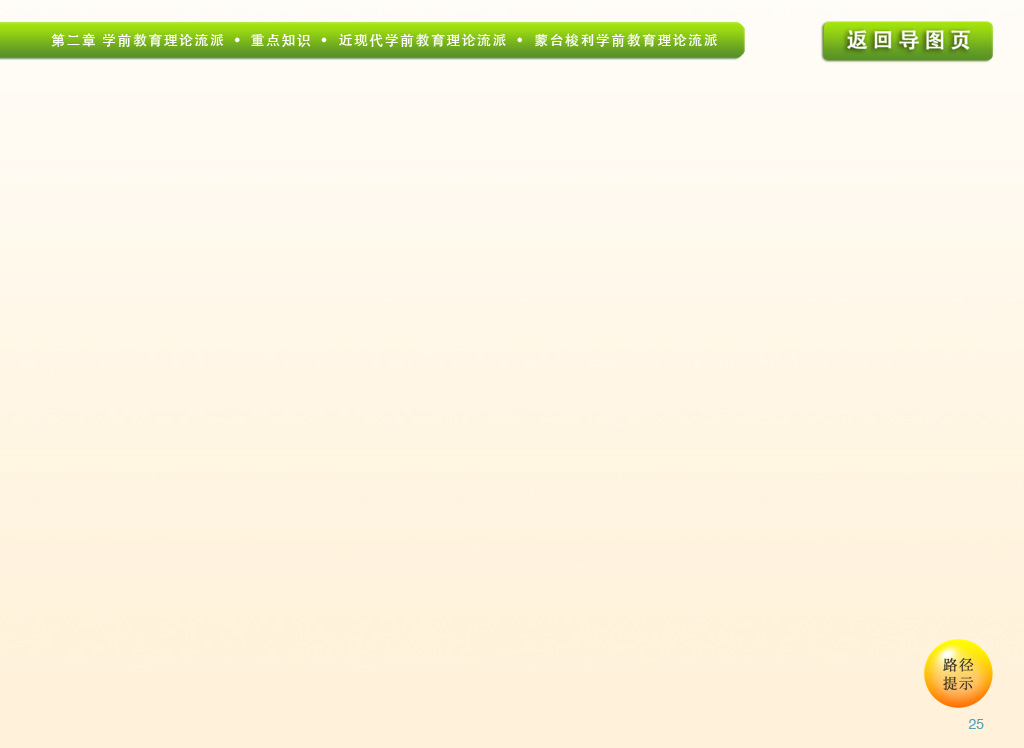 第二章 学前教育理论流派 • 重点知识 • 近现代学前教育理论流派 • 蒙台梭利学前教育理论流派
返回导图页
路径
提示
25